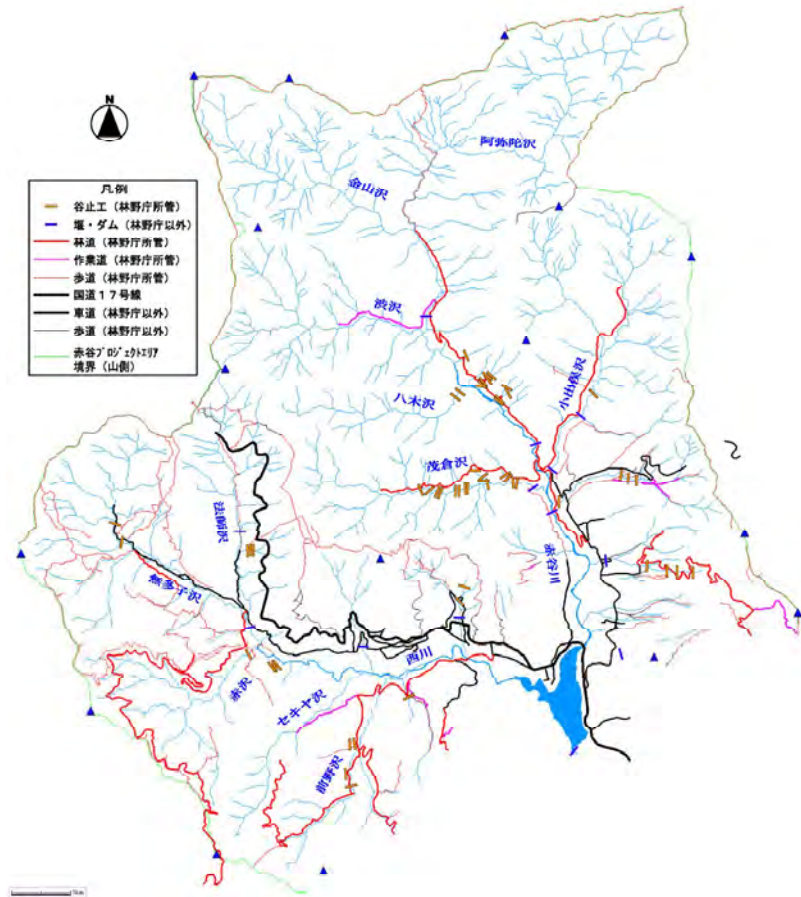 N
阿弥陀沢
金山沢
凡例
谷止工（林野庁所管）
堰・ダム（林野庁以外）
林道（林野庁所管）
作業道（林野庁所管）
歩道（林野庁所管）
国道１７号線
車道（林野庁以外）
歩道（林野庁以外）
赤谷ﾌﾟﾛｼﾞｪｸﾄエリア
境界（山側）
渋沢
八木沢
小出俣沢
茂倉沢
法師沢
赤谷川
無多子沢
西川
赤沢
セキヤ沢
前野沢